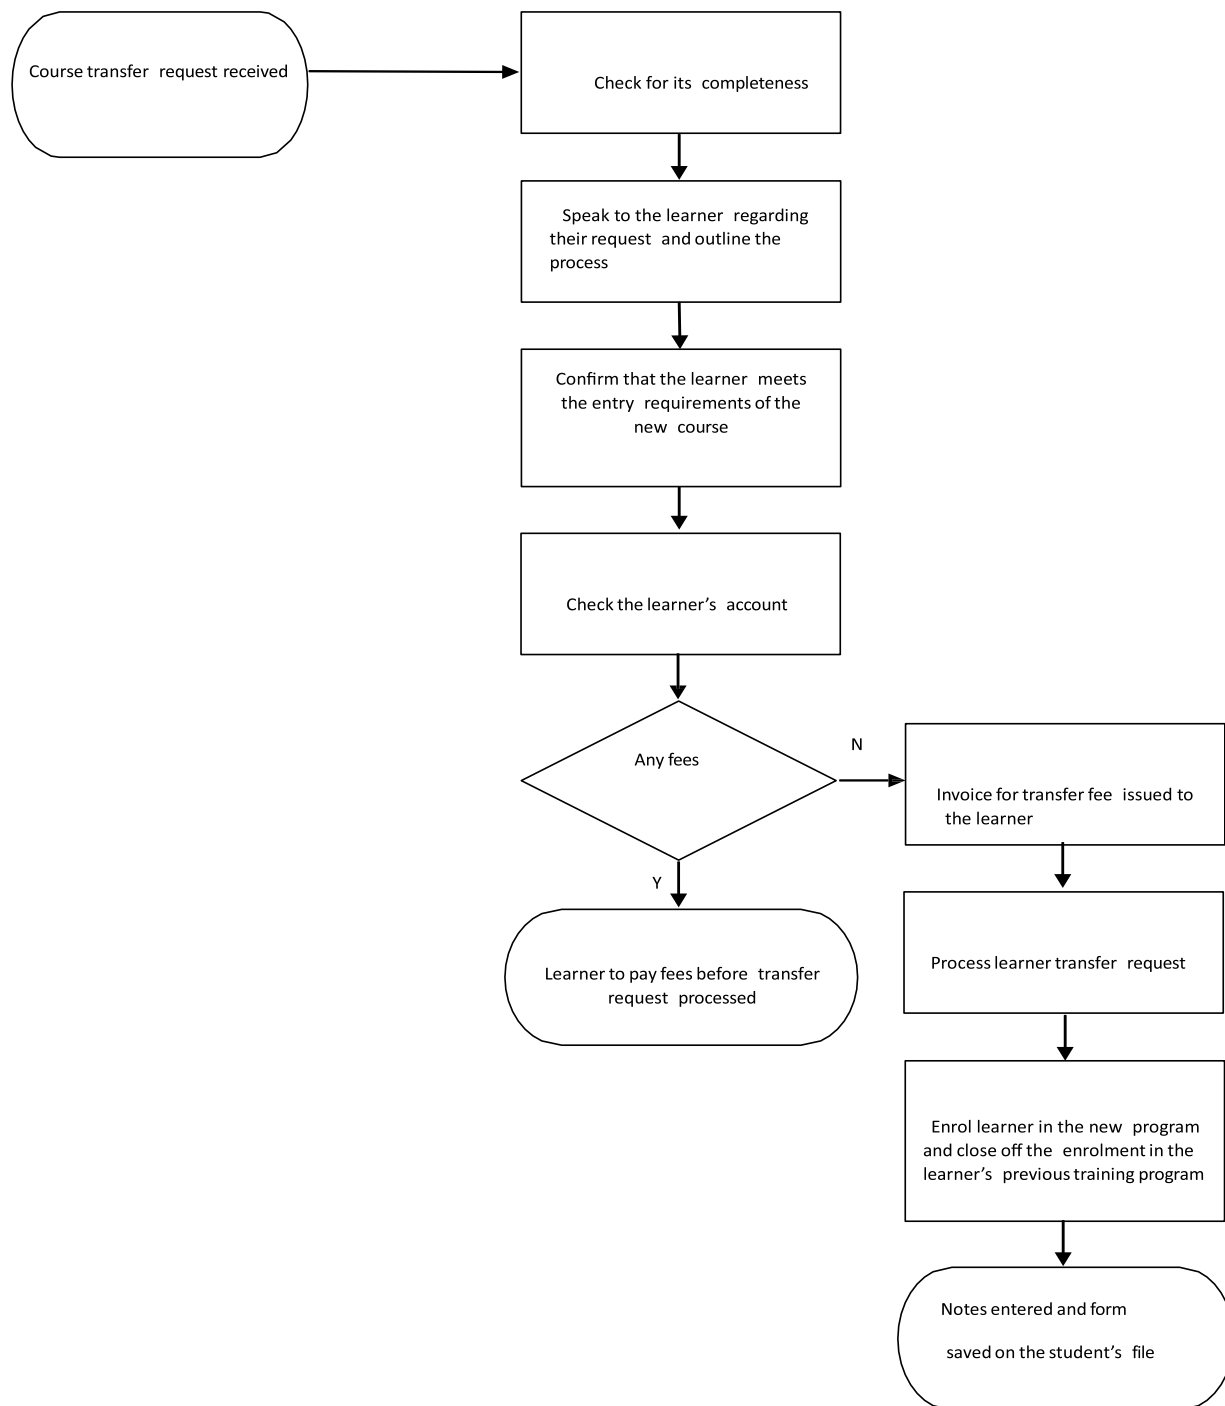 Course transfer request received
Check for its completeness
Speak to the learner regarding
their request and outline the
process
Confirm that the learner meets
the entry requirements of the
new course
Check the learner’s account
Any fees
N
Invoice for transfer fee issued to
the learner
Y
Learner to pay fees before transfer
request processed
Process learner transfer request
Enrol learner in the new program
and close off the enrolment in the
learner’s previous training program
Notes entered and form
saved on the student’s file